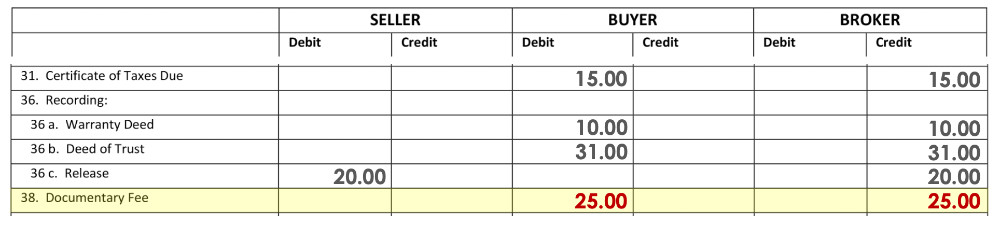 SELLER BUYER BROKER
Debit Credit Debit Credit Debit Credit
31. Certificate of Taxes Due 15.00 15.00
36. Recording:
36 a. Warranty Deed 10.00 10.00
36 b. Deed of Trust 31.00 31.00
36 c. Release 20.00 20.00
38. Documentary Fee 25.00 25.00